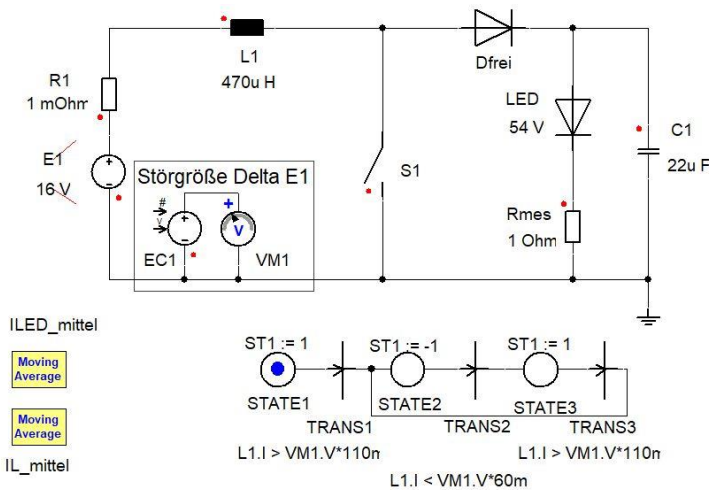 L1
470u H
Dfrei
R1
1 mOhm
LED
54 V
C1
22u F
E1
16 V
+
Störgröße Delta E1
#
V
+
+
V
EC1
VM1
S1
Rmes
1 Ohm
ILED_mittel
Moving
Average
Moving
Average
IL_mittel
ST1 := 1
ST1 := -1
ST1 := 1
STATE1
STATE2
STATE3
TRANS1
TRANS2
TRANS3
L1.I > VM1.V*110m
L1.I > VM1.V*110m
L1.I < VM1.V*60m